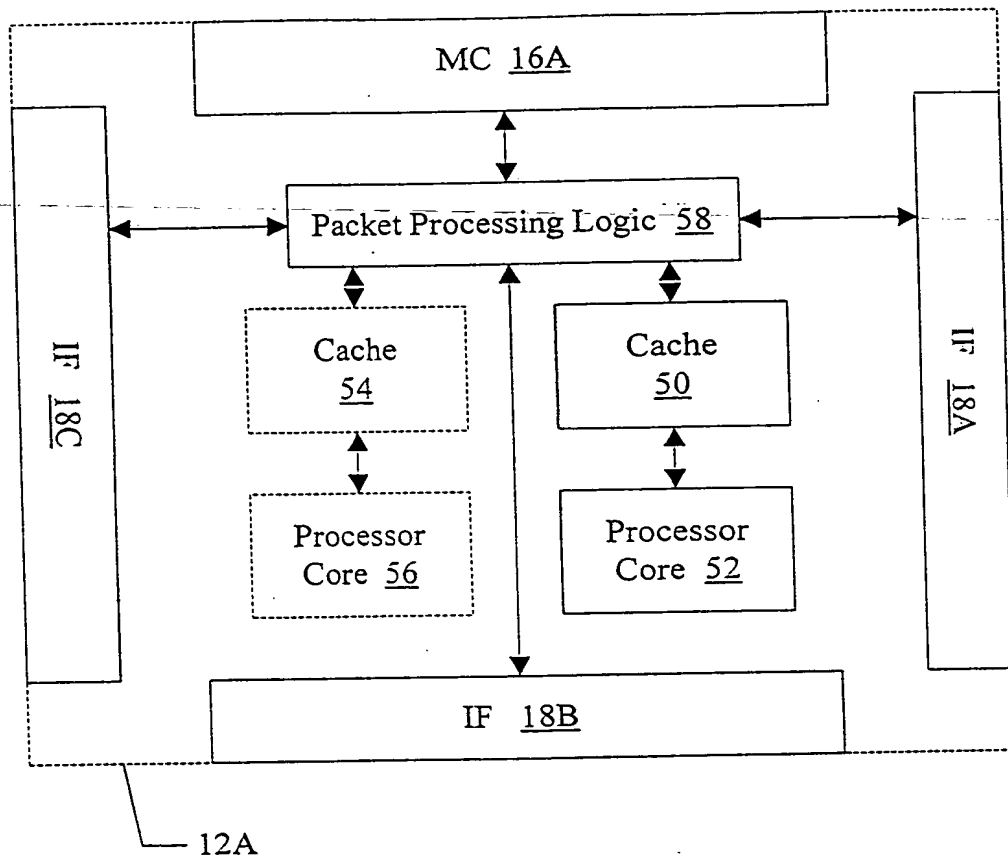 MC 16A
Packet Processing Logic 58
IF 18C
Cache
54
Cache
50
IF 18A
Processor
Core 56
Processor
Core 52
IF 18B
12A